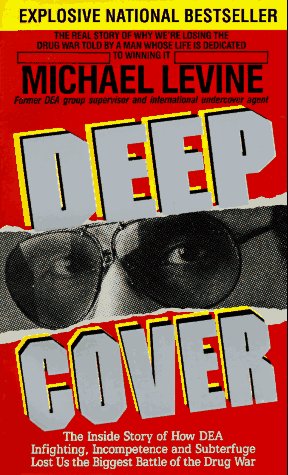 EXPLOSIVE NATIONAL BESTSELLER
THE REAL STORY OF WHY WE'RE LOSING THE
DRUG WAR TOLD BY A MAN WHOSE LIFE IS DEDICATED
TO WINNING IT
MICHAEL LEVINE
Former DEA group supervisor and international undercover agent
DEEP
COVER
The Inside Story of How DEA
Infighting, Incompetence and Subterfuge
Lost Us the Biggest Battle of the Drug War